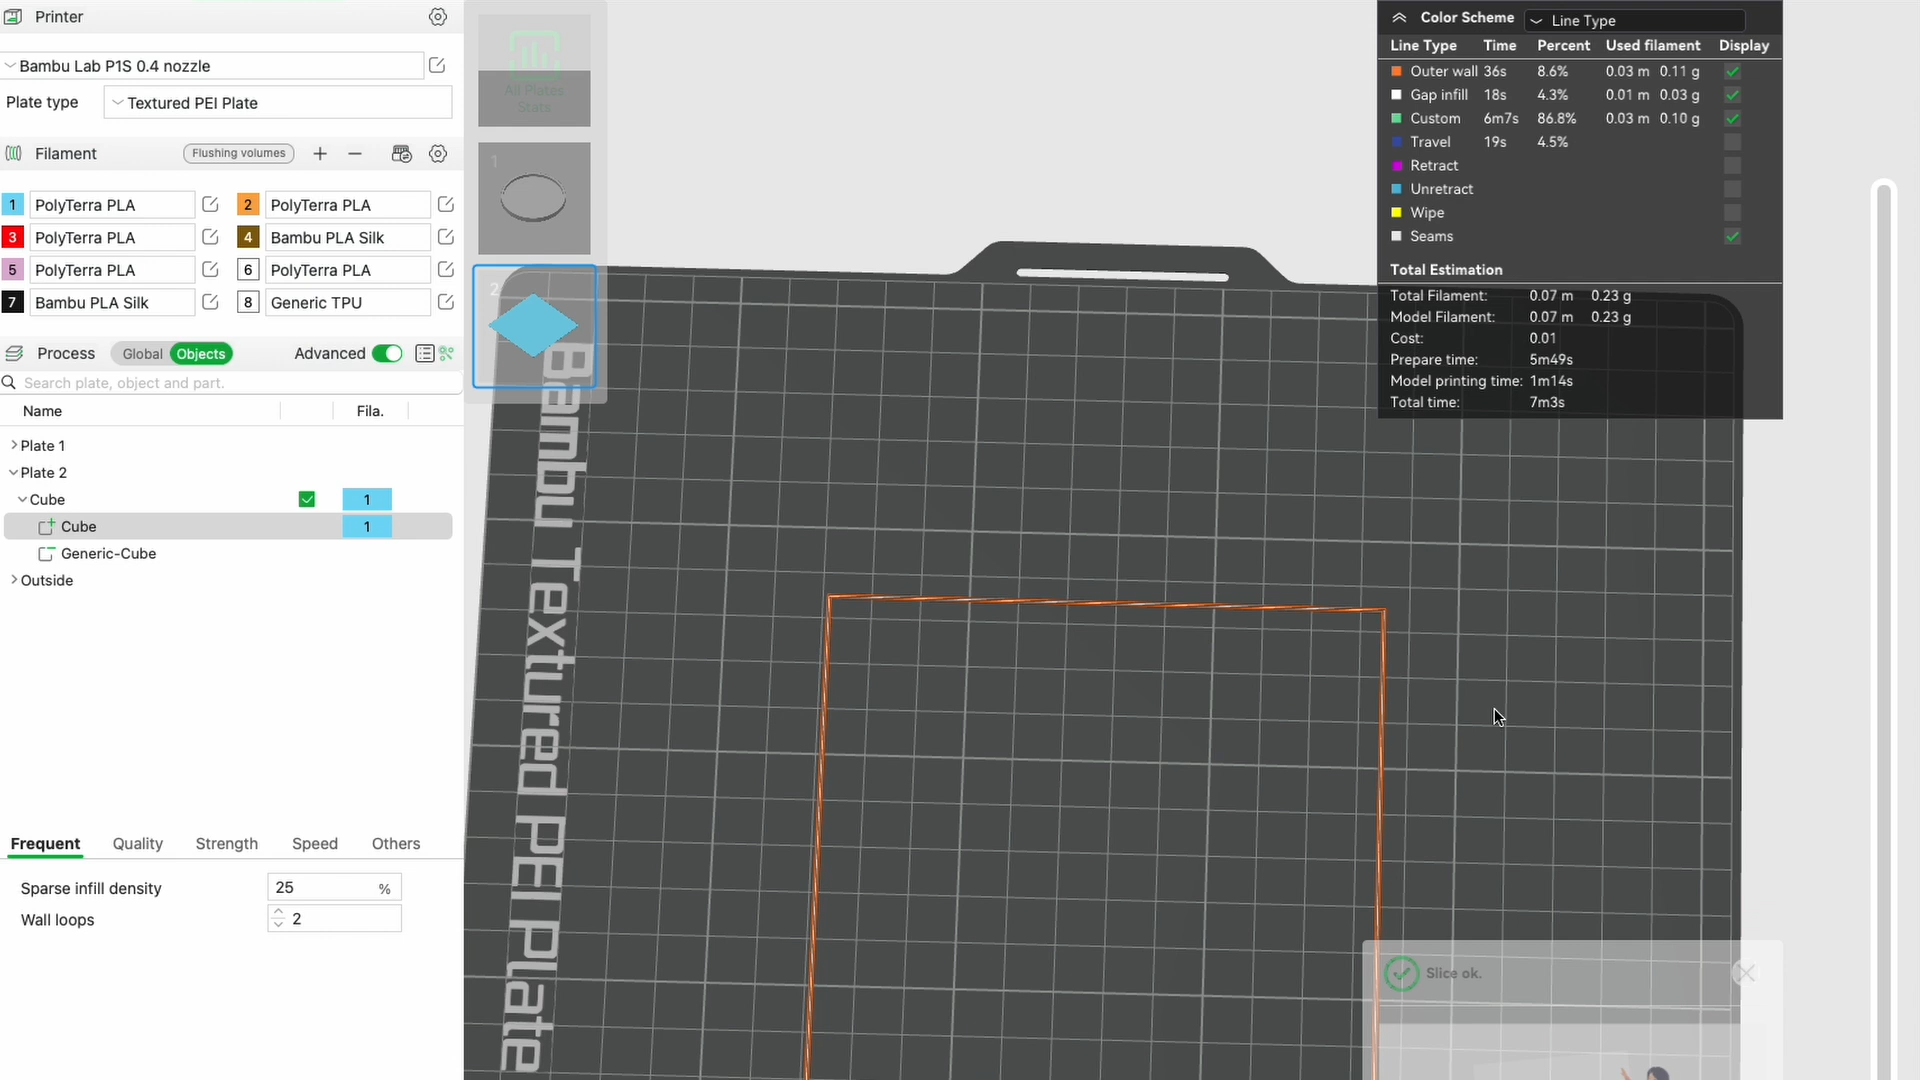 Printer
Bambu Lab P1S 0.4 nozzle
Plate type
Textured PEI Plate
Filament
Flushing volumes
1 PolyTerra PLA
2 PolyTerra PLA
3 PolyTerra PLA
4 Bambu PLA Silk
5 PolyTerra PLA
6 PolyTerra PLA
7 Bambu PLA Silk
8 Generic TPU
Process
Global
Objects
Advanced
Search plate, object and part.
Name
Fila.
Plate 1
Plate 2
Cube 1
Cube 1
Generic-Cube
Outside
Frequent
Quality
Strength
Speed
Others
Sparse infill density 25 %
Wall loops 2
All Plates
Stats
1
2
Bambu Textured PEI Plate
Color Scheme
Line Type
Line Type Time Percent Used filament Display
Outer wall 36s 8.6% 0.03 m 0.11 g
Gap infill 18s 4.3% 0.01 m 0.03 g
Custom 6m7s 86.8% 0.03 m 0.10 g
Travel 19s 4.5%
Retract
Unretract
Wipe
Seams
Total Estimation
Total Filament: 0.07 m 0.23 g
Model Filament: 0.07 m 0.23 g
Cost: 0.01
Prepare time: 5m49s
Model printing time: 1m14s
Total time: 7m3s
Slice ok.